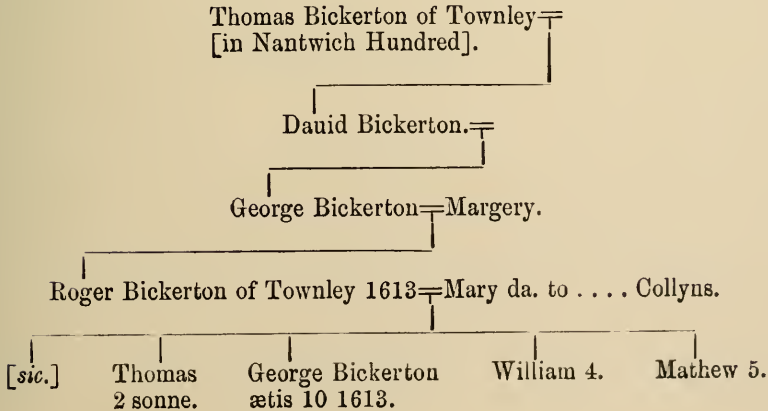 Thomas Bickerton of Townley
[in Nantwich Hundred].
Dauid Bickerton.
George Bickerton=Margery.
Roger Bickerton of Townley 1613=Mary da. to .... Collyns.
[sic.] Thomas George Bickerton William 4. Mathew 5.
2 sonne. ætis 10 1613.